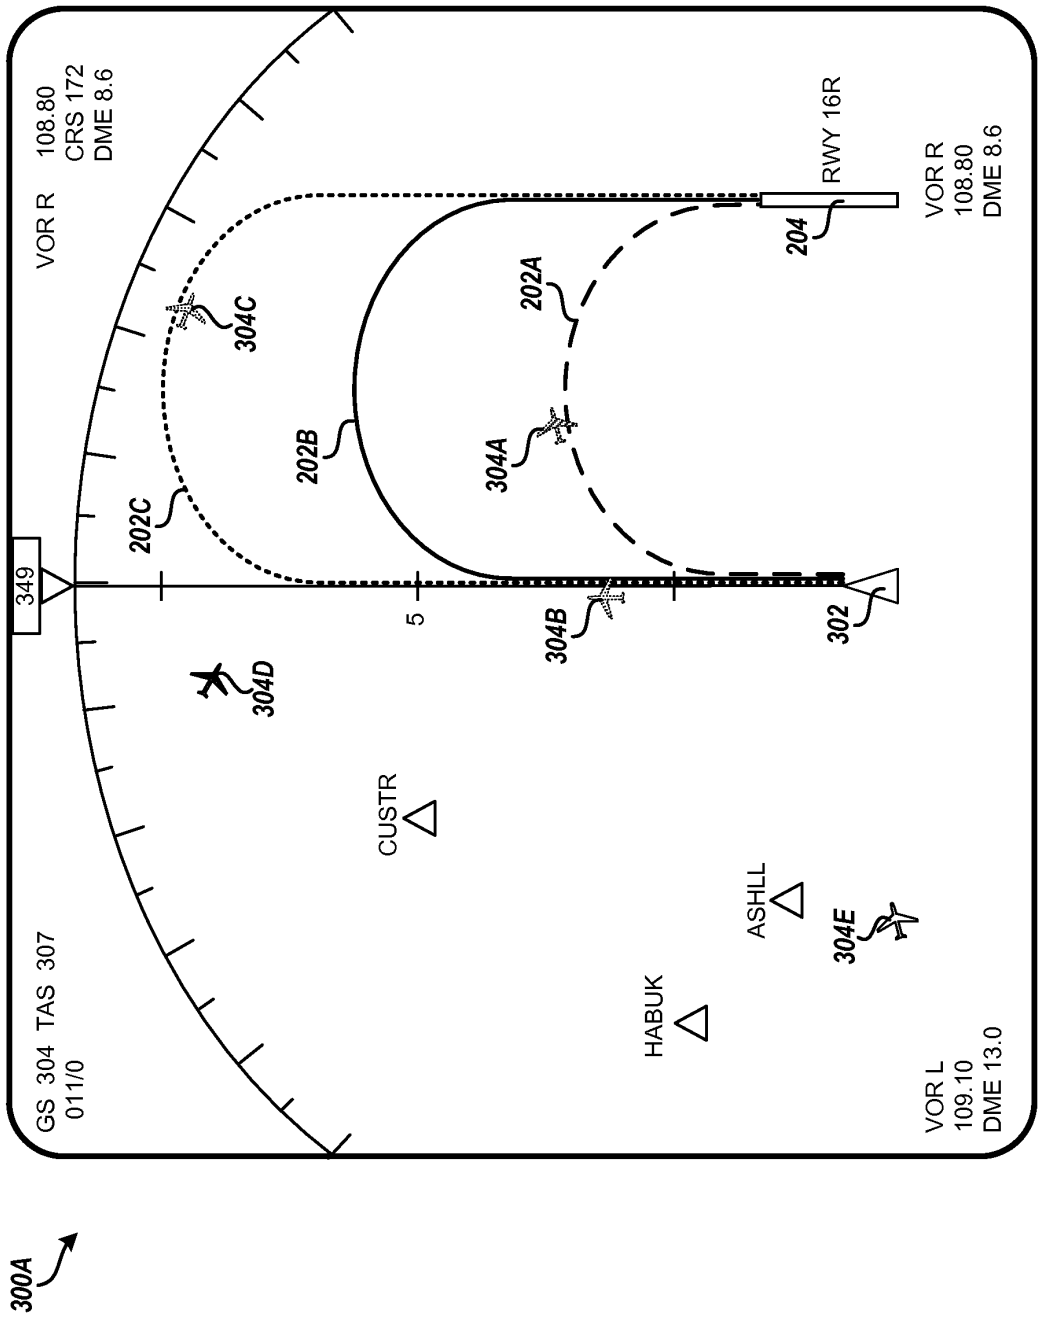 300A
GS 304 TAS 307
011/0
349
VOR R 108.80
CRS 172
DME 8.6
304D
202C
304C
5
CUSTR
202B
304A
202A
304B
HABUK
ASHLL
304E
302
204
RWY 16R
VOR L
109.10
DME 13.0
VOR R
108.80
DME 8.6